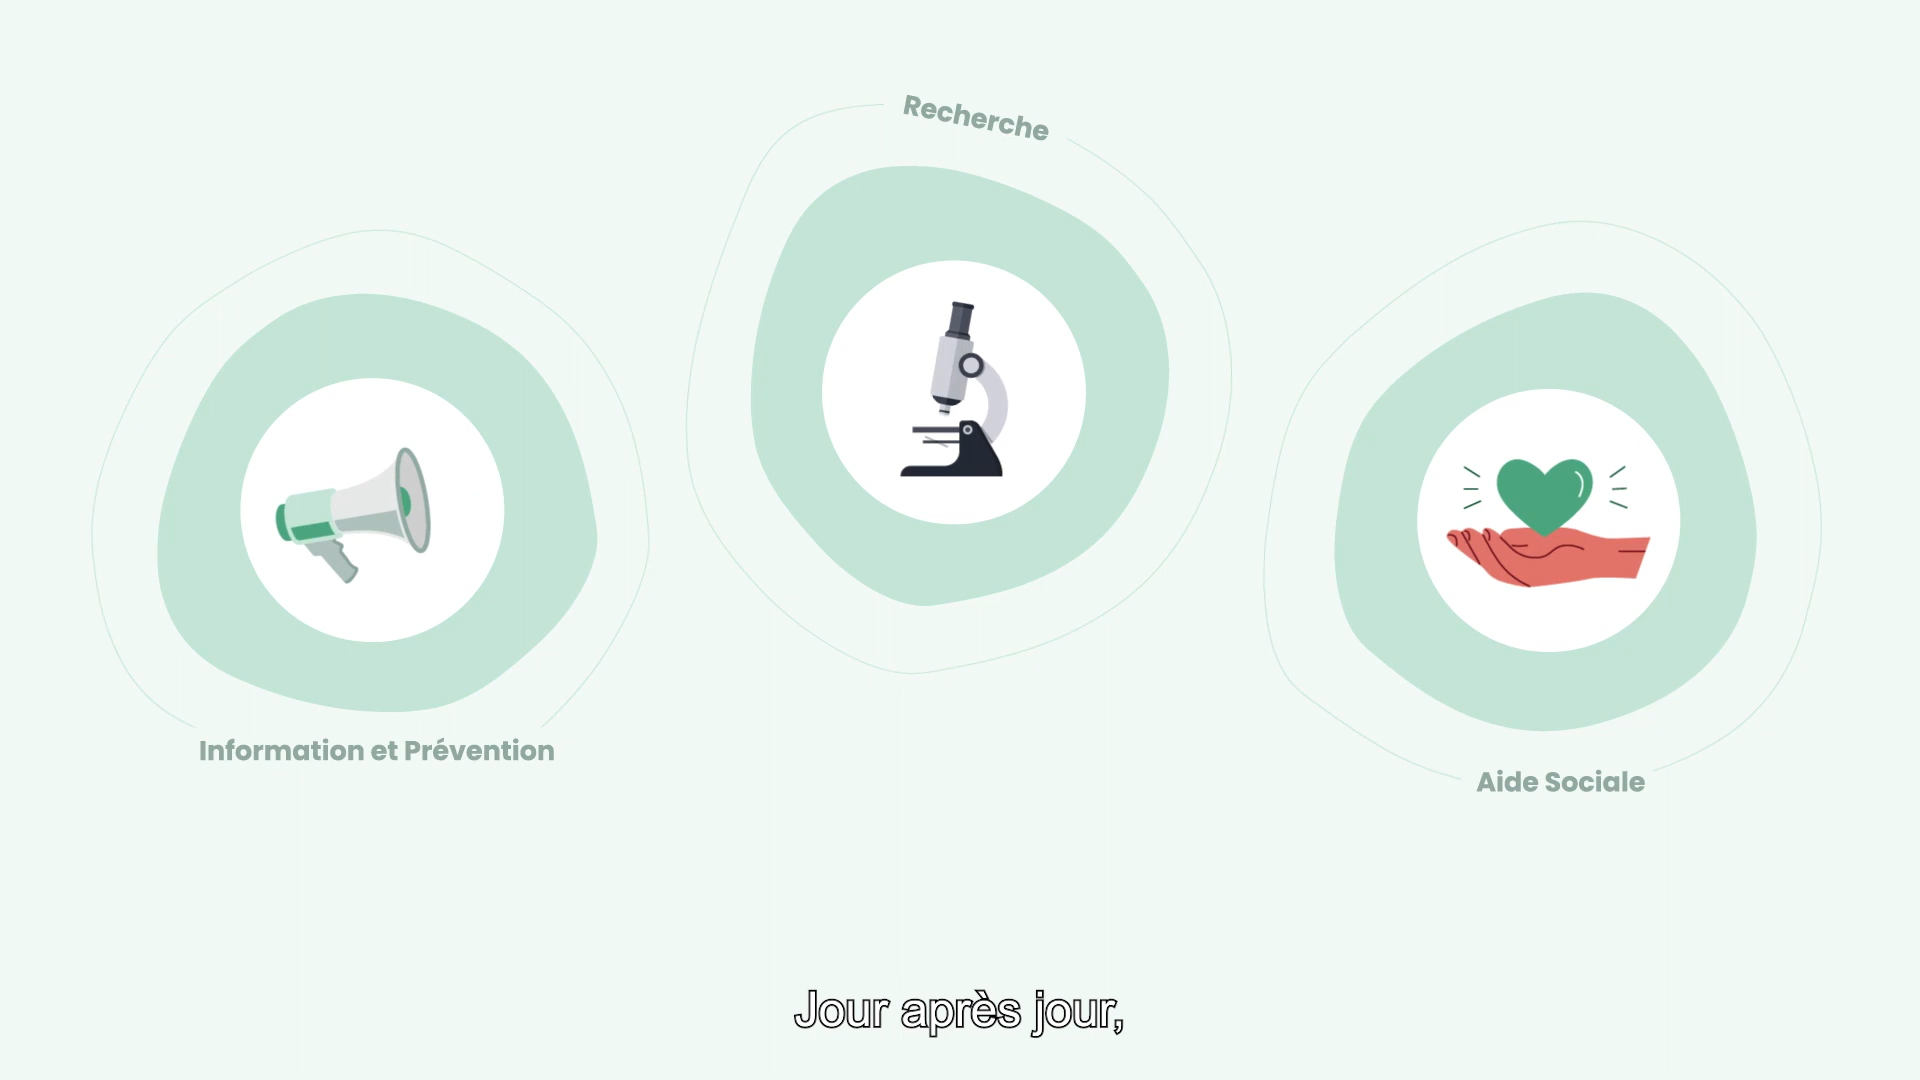 Recherche
Information et Prévention
Aide Sociale
Jour après jour,